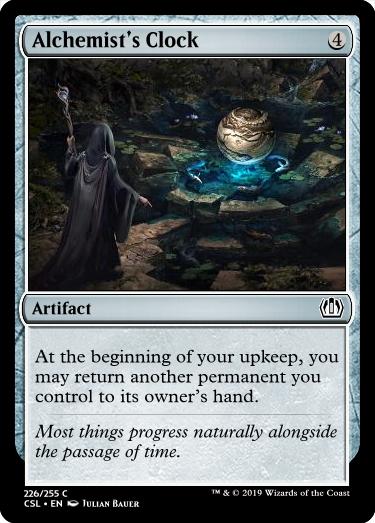 Alchemist's Clock 4
Artifact
At the beginning of your upkeep, you
may return another permanent you
control to its owner's hand.
Most things progress naturally alongside
the passage of time.
226/255 C
CSL • EN Julian Bauer
™ & © 2019 Wizards of the Coast